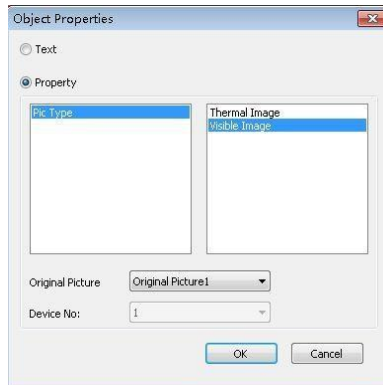 Object Properties
Text
Property
Pic Type
Thermal Image
Visible Image
Original Picture
Original Picture1
Device No:
1
OK
Cancel